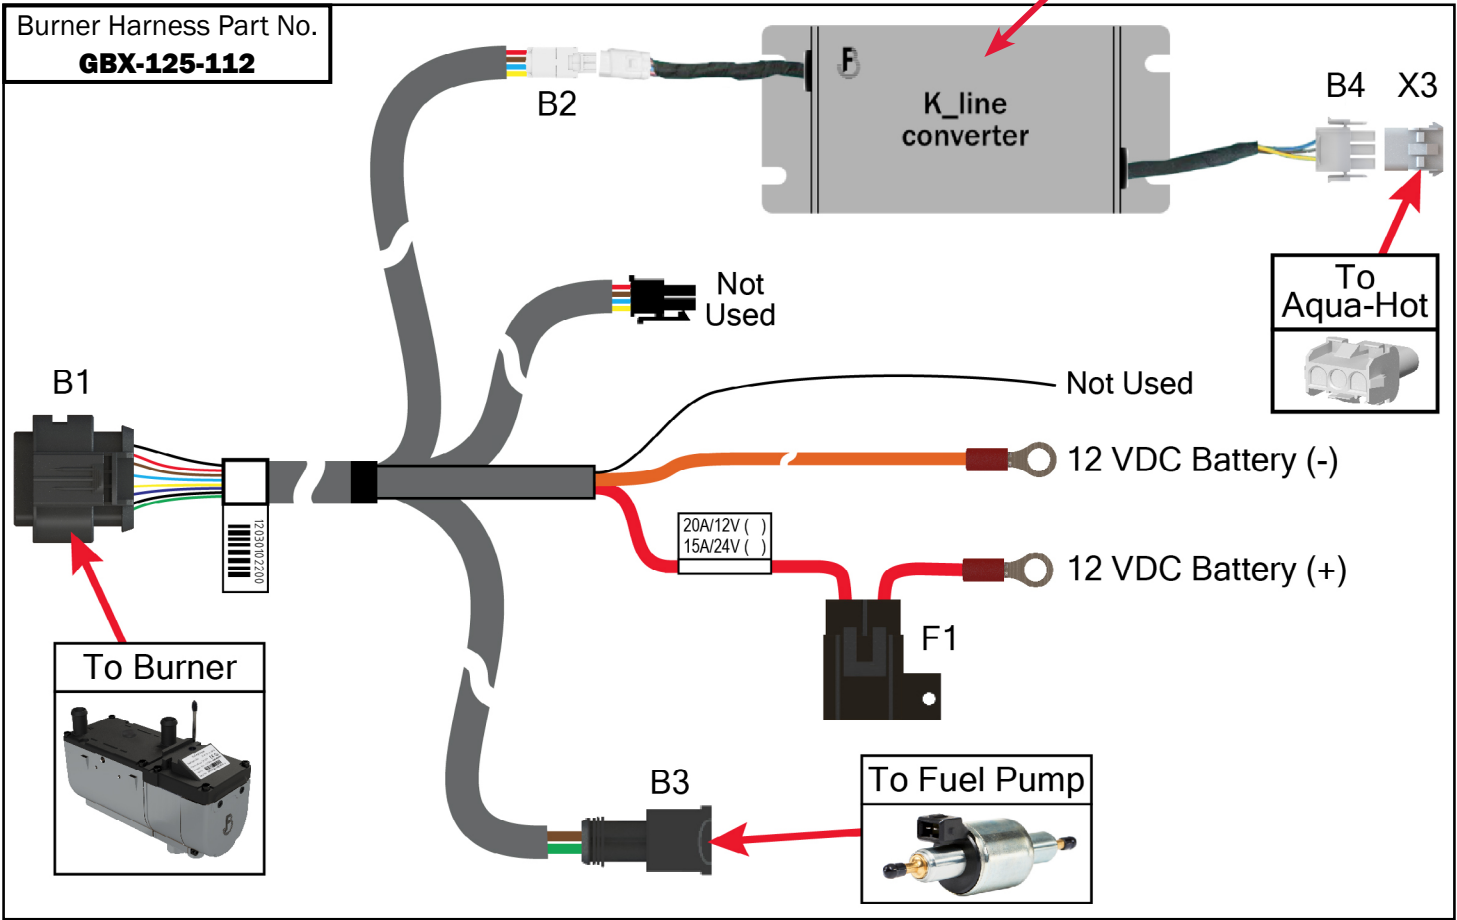 Burner Harness Part No.
GBX-125-112
B2
K_line
converter
B4
X3
To
Aqua-Hot
Not
Used
B1
Not Used
12 VDC Battery (-)
12030102200
20A/12V ( )
15A/24V ( )
12 VDC Battery (+)
F1
To Burner
B3
To Fuel Pump